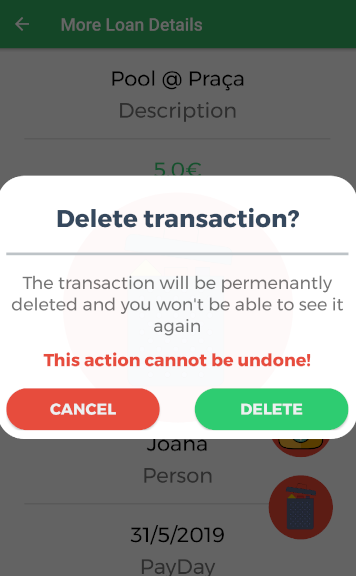 More Loan Details
Pool @ Praça
Description
5.0€
Delete transaction?
The transaction will be permenantly
deleted and you won't be able to see it
again
This action cannot be undone!
CANCEL
DELETE
Joana
Person
31/5/2019
PayDay